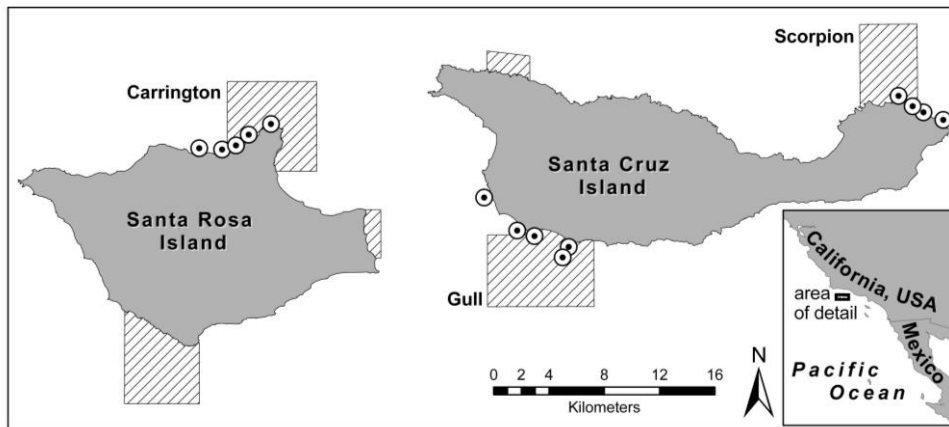 Scorpion
Carrington
Santa Cruz
Island
Santa Rosa
Island
Gull
California, USA
area
of detail
Mexico
Pacific
Ocean
N
0 2 4 8 12 16
Kilometers